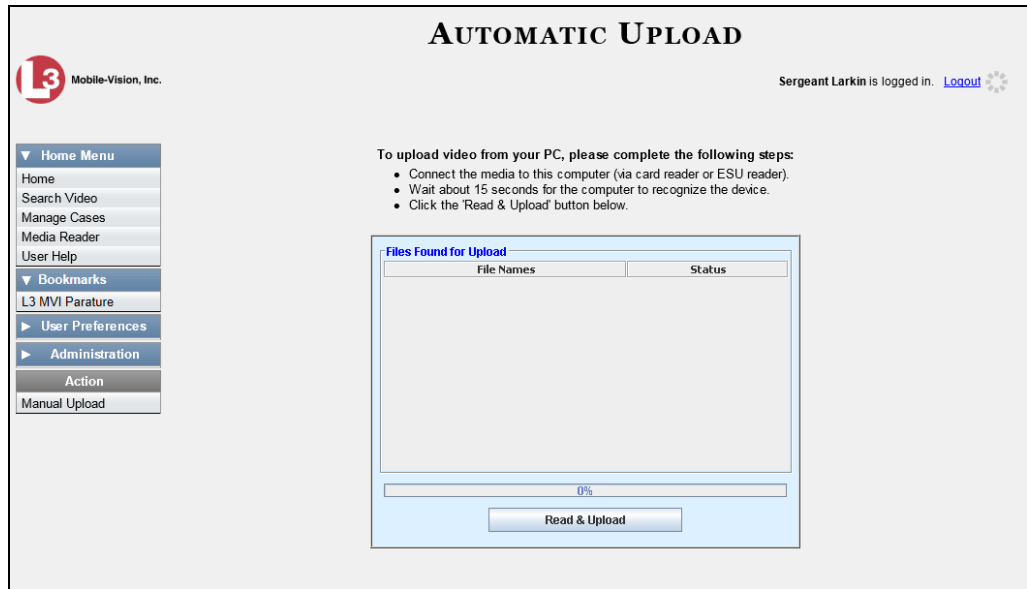 AUTOMATIC UPLOAD
L3 Mobile-Vision, Inc.
Sergeant Larkin is logged in. Logout
▼ Home Menu
Home
Search Video
Manage Cases
Media Reader
User Help
▼ Bookmarks
L3 MVI Parature
► User Preferences
► Administration
Action
Manual Upload
To upload video from your PC, please complete the following steps:
• Connect the media to this computer (via card reader or ESU reader).
• Wait about 15 seconds for the computer to recognize the device.
• Click the 'Read & Upload' button below.
Files Found for Upload
File Names Status
0%
Read & Upload